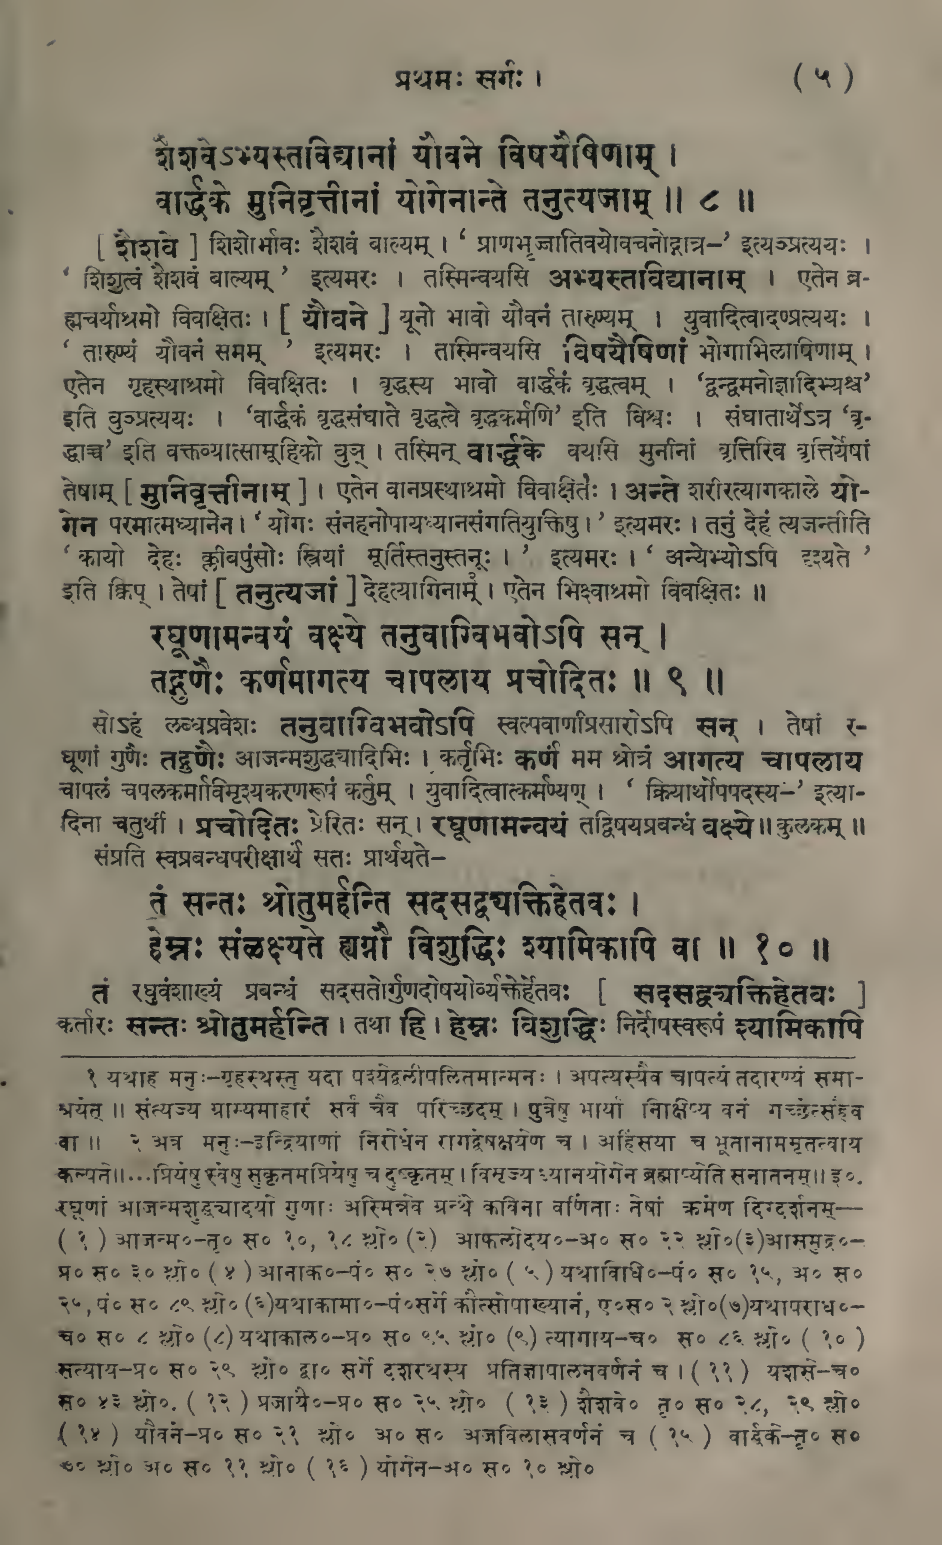 प्रथमः सर्गः । ( ५ )
शैशवेऽभ्यस्तविद्यानां यौवने विषयैषिणाम् ।
वार्द्धके मुनिवृत्तीनां योगेनान्ते तनुत्यजाम् ॥ ८ ॥
[ शैशवे ] शिशोर्भावः शैशवं बाल्यम् । ‘ प्राणभृज्जातिवयोवचनोद्गात्र–’ इत्यञ्प्रत्ययः ।
‘ शिशुत्वं शैशवं बाल्यम् ’ इत्यमरः । तस्मिन्वयसि अभ्यस्तविद्यानाम् । एतेन ब्र-
ह्मचर्याश्रमो विवक्षितः । [ यौवने ] यूनो भावो यौवनं तारुण्यम् । युवादित्वादण्प्रत्ययः ।
‘ तारुण्यं यौवनं समम् ’ इत्यमरः । तास्मिन्वयसि विषयैषिणां भोगाभिलाषिणाम् ।
एतेन गृहस्थाश्रमो विवक्षितः । वृद्धस्य भावो वार्द्धकं वृद्धत्वम् । ‘द्वन्द्वमनोज्ञादिभ्यश्च’
इति वुञ्प्रत्ययः । ‘वार्द्धकं वृद्धसंघाते वृद्धत्वे वृद्धकर्मणि’ इति विश्वः । संघातार्थेऽत्र ‘वृ-
द्धाच्च’ इति वक्तव्यात्सामूहिको वुञ् । तस्मिन् वार्द्धके वयसि मुनीनां वृत्तिरिव वृत्तिर्येषां
तेषाम् [ मुनिवृत्तीनाम् ] । एतेन वानप्रस्थाश्रमो विवाक्षितः । अन्ते शरीरत्यागकाले यो-
गेन परमात्मध्यानेन । ‘ योगः संनहनोपायध्यानसंगतियुक्तिषु । ’ इत्यमरः । तनुं देहं त्यजन्तीति
‘ कायो देहः क्लीबपुंसोः स्त्रियां मूर्तिस्तनुस्तनूः । ’ इत्यमरः । ‘ अन्येभ्योऽपि दृश्यते ’
इति क्विप् । तेषां [ तनुत्यजां ] देहत्यागिनाम् । एतेन भिक्ष्वाश्रमो विवक्षितः ॥
रघूणामन्वयं वक्ष्ये तनुवाग्विभवोऽपि सन् ।
तद्गुणैः कर्णमागत्य चापलाय प्रचोदितः ॥ ९ ॥
सोऽहं लब्धप्रवेशः तनुवाग्विभवोऽपि स्वल्पवाणीप्रसारोऽपि सन् । तेषां र-
घूणां गुणैः तद्गुणैः आजन्मशुद्ध्यादिभिः । कर्तृभिः कर्णं मम श्रोत्रं आगत्य चापलाय
चापलं चपलकर्माविमृश्यकरणरूपं कर्तुम् । युवादित्वात्कर्मण्यण् । ‘ क्रियार्थोपपदस्य–’ इत्या-
दिना चतुर्थी । प्रचोदितः प्रेरितः सन् । रघूणामन्वयं तद्विषयप्रबन्धं वक्ष्ये ॥ कुलकम् ॥
संप्रति स्वप्रबन्धपरीक्षार्थे सतः प्रार्थयते–
तं सन्तः श्रोतुमर्हन्ति सदसद्व्यक्तिहेतवः ।
हेम्नः संळक्ष्यते ह्यग्नौ विशुद्धिः श्यामिकापि वा ॥ १० ॥
तं रघुवंशाख्यं प्रबन्धं सदसतोर्गुणदोषयोर्व्यक्तेर्हेतवः [ सदसद्व्यक्तिहेतवः ]
कर्तारः सन्तः श्रोतुमर्हन्ति । तथा हि । हेम्नः विशुद्धिः निर्दोषस्वरूपं श्यामिकापि
१ यथाह मनुः–गृहस्थस्तु यदा पश्येद्वलीपलितमात्मनः । अपत्यस्यैव चापत्यं तदारण्यं समा-
श्रयेत् ॥ संत्यज्य ग्राम्यमाहारं सर्वं चैव परिच्छदम् । पुत्रेषु भार्यां निक्षिप्य वनं गच्छेत्सहैव
वा ॥ २ अत्र मनुः–इन्द्रियाणां निरोधेन रागद्वेषक्षयेण च । अहिंसया च भूतानाममृतत्वाय
कल्पते॥...प्रियेषु स्वेषु सुकृतमप्रियेषु च दुष्कृतम् । विसृज्य ध्यानयोगेन ब्रह्माप्येति सनातनम्॥ इ०.
रघूणां आजन्मशुद्ध्यादयो गुणाः अस्मिन्नेव ग्रन्थे कविना वर्णिताः तेषां क्रमेण दिग्दर्शनम्—
( १ ) आजन्म०–तृ० स० १०, १८ श्लो० (२) आफलोदय०–अ० स० २२ श्लो०(३)आसमुद्र०–
प्र० स० ३० श्लो० ( ४ ) आनाक०–पं० स० २७ श्लो० ( ५ ) यथाविधि०–पं० स० १५, अ० स०
२५, पं० स० ८९ श्लो० (६)यथाकामा०–पं०सर्गे कौत्सोपाख्यानं, ए०स० २ श्लो०(७)यथापराध०–
च० स० ८ श्लो० (८) यथाकाल०–प्र० स० ९५ श्लो० (९) त्यागाय–च० स० ८६ श्लो० ( १० )
सत्याय–प्र० स० २९ श्लो० द्वा० सर्गे दशरथस्य प्रतिज्ञापालनवर्णनं च । ( ११ ) यशसे–च०
स० ४३ श्लो०. ( १२ ) प्रजायै०–प्र० स० २५ श्लो० ( १३ ) शैशवे० तृ० स० २८, २९ श्लो०
( १४ ) यौवने–प्र० स० २१ श्लो० अ० स० अजविलासवर्णनं च ( १५ ) वार्द्धके–तृ० स०
७० श्लो० अ० स० ११ श्लो० ( १६ ) योगेन–अ० स० १० श्लो०